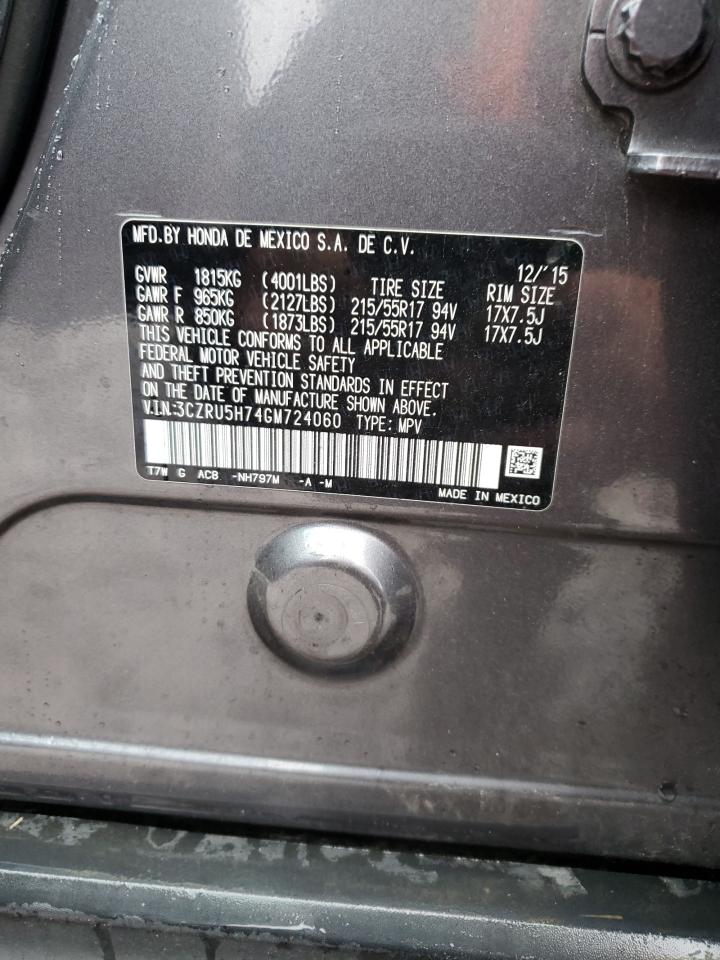 MFD.BY HONDA DE MEXICO S.A. DE C.V.
12/'15
GVWR 1815KG (4001LBS) TIRE SIZE RIM SIZE
GAWR F 965KG (2127LBS) 215/55R17 94V 17X7.5J
GAWR R 850KG (1873LBS) 215/55R17 94V 17X7.5J
THIS VEHICLE CONFORMS TO ALL APPLICABLE
FEDERAL MOTOR VEHICLE SAFETY
AND THEFT PREVENTION STANDARDS IN EFFECT
ON THE DATE OF MANUFACTURE SHOWN ABOVE.
V.I.N:3CZRU5H74GM724060 TYPE: MPV
T7W G ACB -NH797M -A -M
MADE IN MEXICO